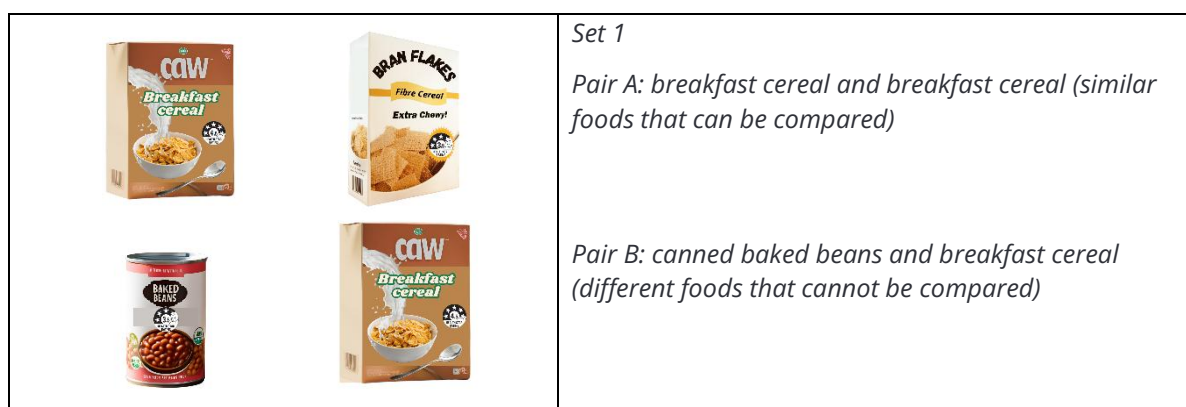 Set 1
Pair A: breakfast cereal and breakfast cereal (similar
foods that can be compared)
Pair B: canned baked beans and breakfast cereal
(different foods that cannot be compared)
caw
Breakfast
cereal
BRAN FLAKES
Fibre Cereal
Extra Chewy!
BAKED
BEANS
caw
Breakfast
cereal